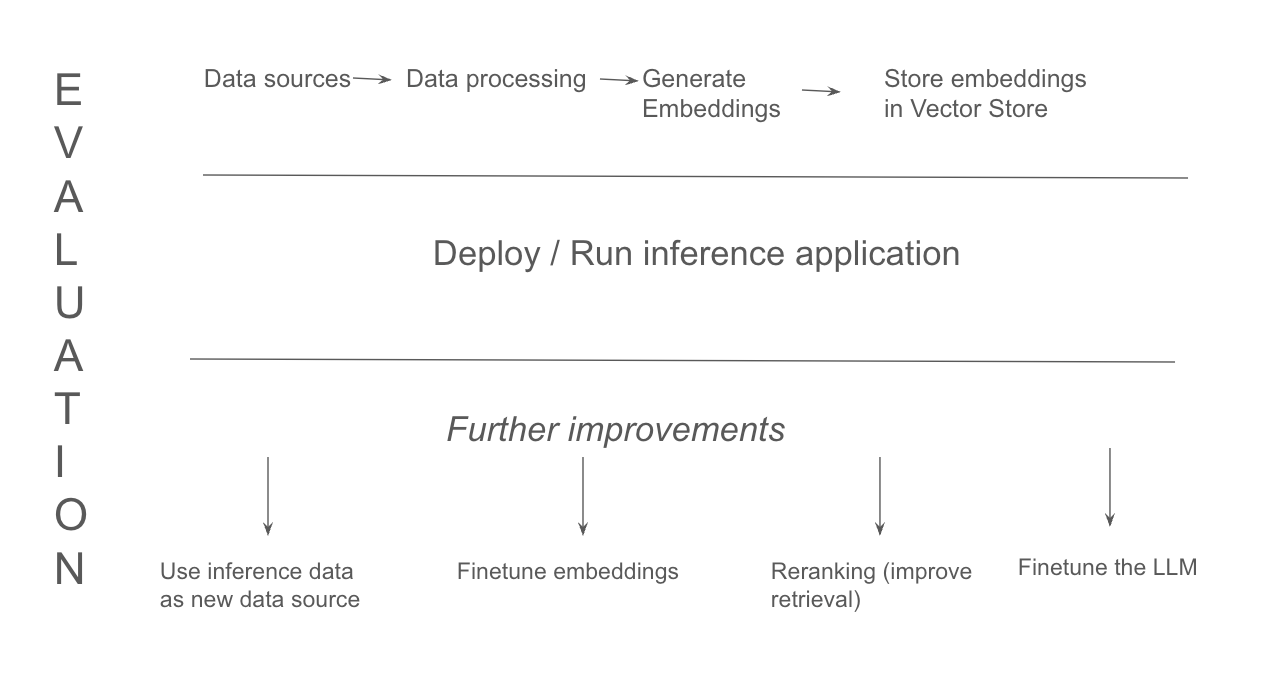 EVALUATION
Data sources
Data processing
Generate
Embeddings
Store embeddings
in Vector Store
Deploy / Run inference application
Further improvements
Use inference data
as new data source
Finetune embeddings
Reranking (improve
retrieval)
Finetune the LLM